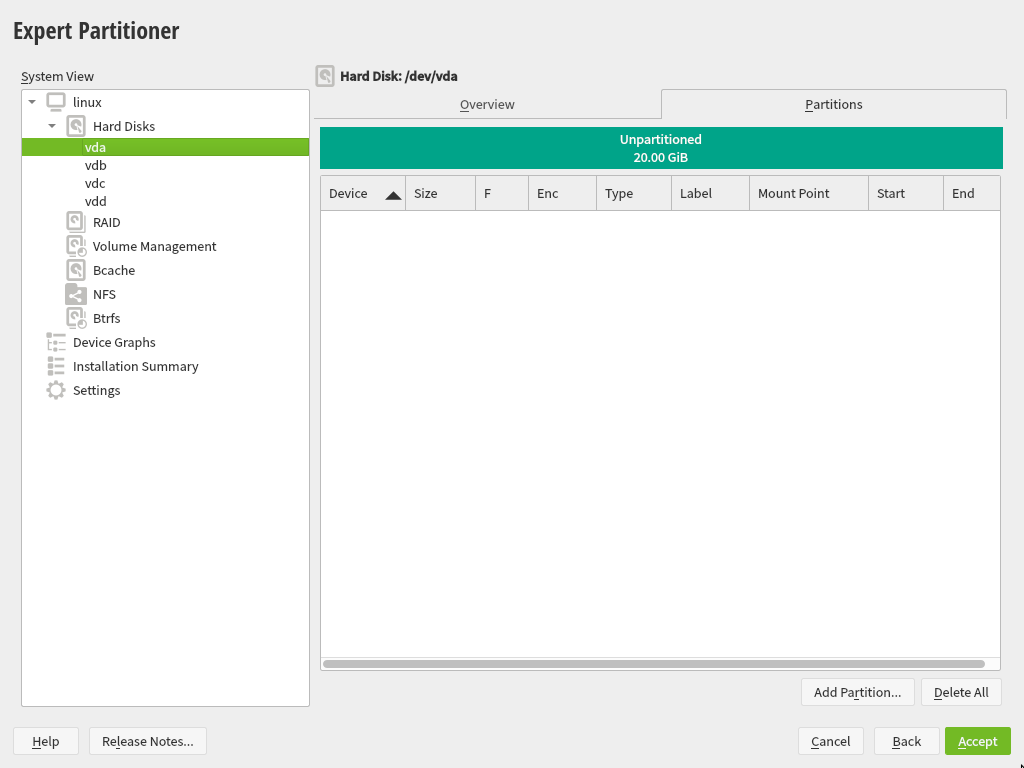 Expert Partitioner
System View
linux
Hard Disks
vda
vdb
vdc
vdd
RAID
Volume Management
Bcache
NFS
Btrfs
Device Graphs
Installation Summary
Settings
Hard Disk: /dev/vda
Overview
Partitions
Unpartitioned
20.00 GiB
Device Size F Enc Type Label Mount Point Start End
Add Partition... Delete All
Help Release Notes... Cancel Back Accept